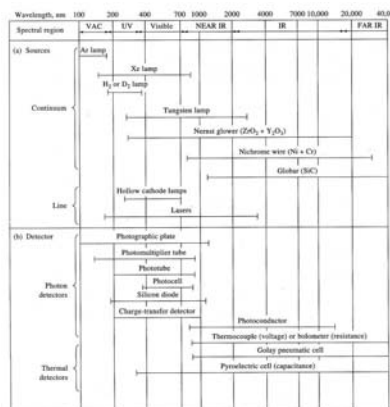 Wavelength, nm 100 200 400 700 1000 2000 4000 7000 10,000 20,000 40,0
Spectral region VAC UV Visible NEAR IR IR FAR IR
(a) Sources
Ar lamp
Xe lamp
H₂ or D₂ lamp
Continuum
Tungsten lamp
Nernst glower (ZrO₂ + Y₂O₃)
Nichrome wire (Ni + Cr)
Globar (SiC)
Hollow cathode lamps
Line
Lasers
(b) Detector
Photographic plate
Photomultiplier tube
Phototube
Photon
Photocell
detectors
Silicon diode
Charge-transfer detector
Photoconductor
Thermocouple (voltage) or bolometer (resistance)
Golay pneumatic cell
Thermal
detectors
Pyroelectric cell (capacitance)